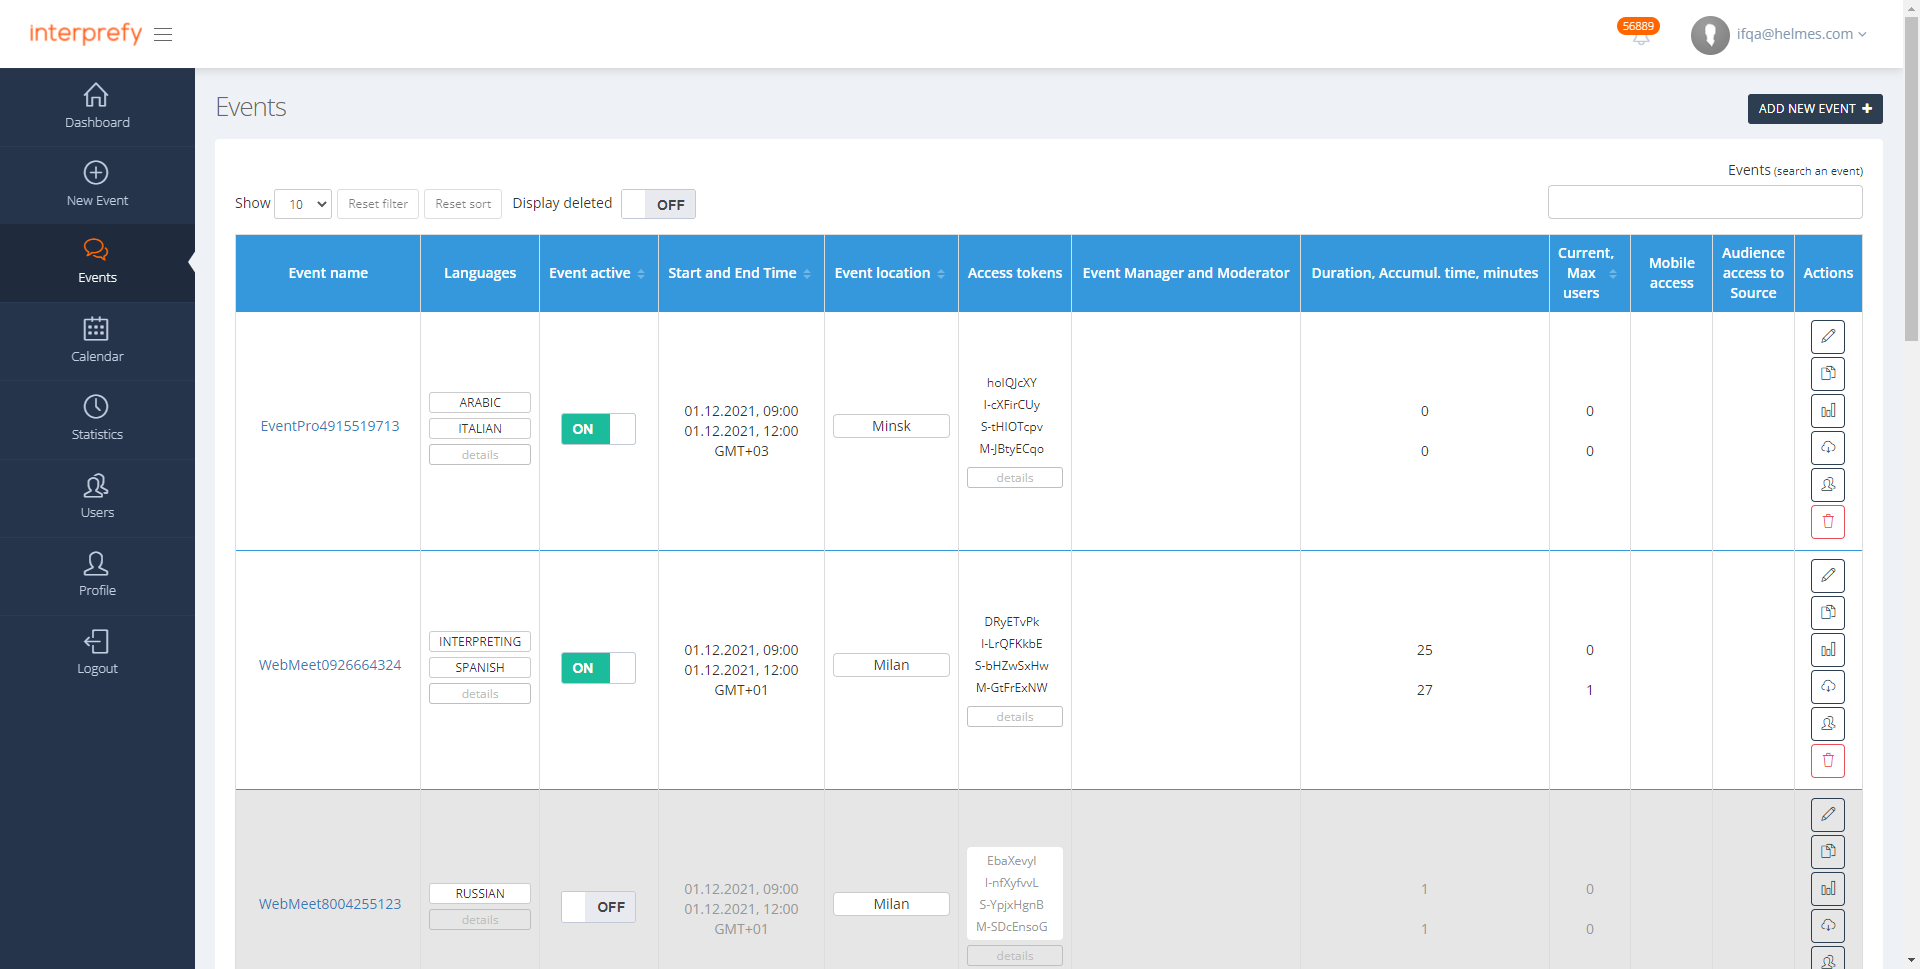 interprefy
56889
ifqa@helmes.com
Dashboard
New Event
Events
Calendar
Statistics
Users
Profile
Logout
Events
ADD NEW EVENT
Events (search an event)
Show 10 Reset filter Reset sort Display deleted OFF
Event name Languages Event active Start and End Time Event location Access tokens Event Manager and Moderator Duration, Accumul. time, minutes Current, Max users Mobile access Audience access to Source Actions
EventPro4915519713
ARABIC
ITALIAN
details
ON
01.12.2021, 09:00
01.12.2021, 12:00
GMT+03
Minsk
hoIQJcXY
I-cXFirCUy
S-tHIOTcpv
M-JBtyECqo
details
0
0
0
0
WebMeet0926664324
INTERPRETING
SPANISH
details
ON
01.12.2021, 09:00
01.12.2021, 12:00
GMT+01
Milan
DRyETvPk
I-LrQFKkbE
S-bHZwSxHw
M-GtFrExNW
details
25
27
0
1
WebMeet8004255123
RUSSIAN
details
OFF
01.12.2021, 09:00
01.12.2021, 12:00
GMT+01
Milan
EbaXevyI
I-nfXyfvvL
S-YpjxHgnB
M-SDcEnsoG
details
1
1
0
0